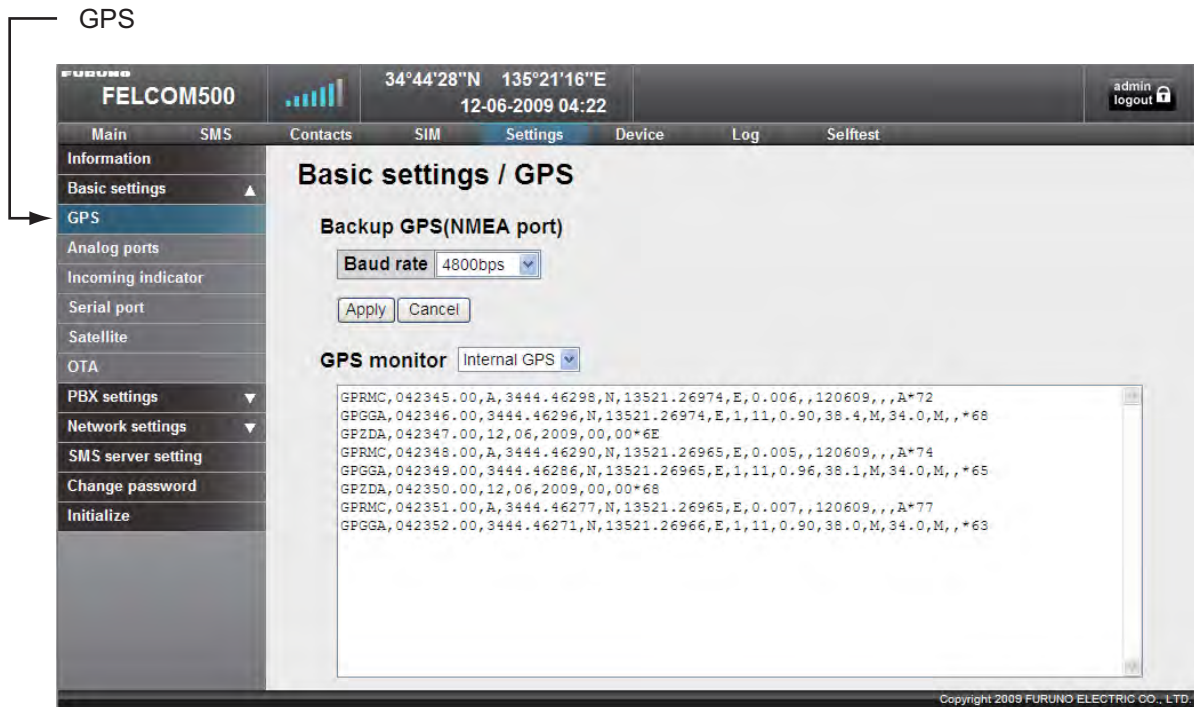 GPS
FURUNO
FELCOM500
34°44'28"N 135°21'16"E
12-06-2009 04:22
admin
logout
Main SMS Contacts SIM Settings Device Log Selftest
Information
Basic settings ▲
GPS
Analog ports
Incoming indicator
Serial port
Satellite
OTA
PBX settings ▼
Network settings ▼
SMS server setting
Change password
Initialize
Basic settings / GPS
Backup GPS(NMEA port)
Baud rate 4800bps
Apply Cancel
GPS monitor Internal GPS
GPRMC,042345.00,A,3444.46298,N,13521.26974,E,0.006,,120609,,,A*72
GPGGA,042346.00,3444.46296,N,13521.26974,E,1,11,0.90,38.4,M,34.0,M,,*68
GPZDA,042347.00,12,06,2009,00,00*6E
GPRMC,042348.00,A,3444.46290,N,13521.26965,E,0.005,,120609,,,A*74
GPGGA,042349.00,3444.46286,N,13521.26965,E,1,11,0.96,38.1,M,34.0,M,,*65
GPZDA,042350.00,12,06,2009,00,00*68
GPRMC,042351.00,A,3444.46277,N,13521.26965,E,0.007,,120609,,,A*77
GPGGA,042352.00,3444.46271,N,13521.26966,E,1,11,0.90,38.0,M,34.0,M,,*63
Copyright 2009 FURUNO ELECTRIC CO., LTD.